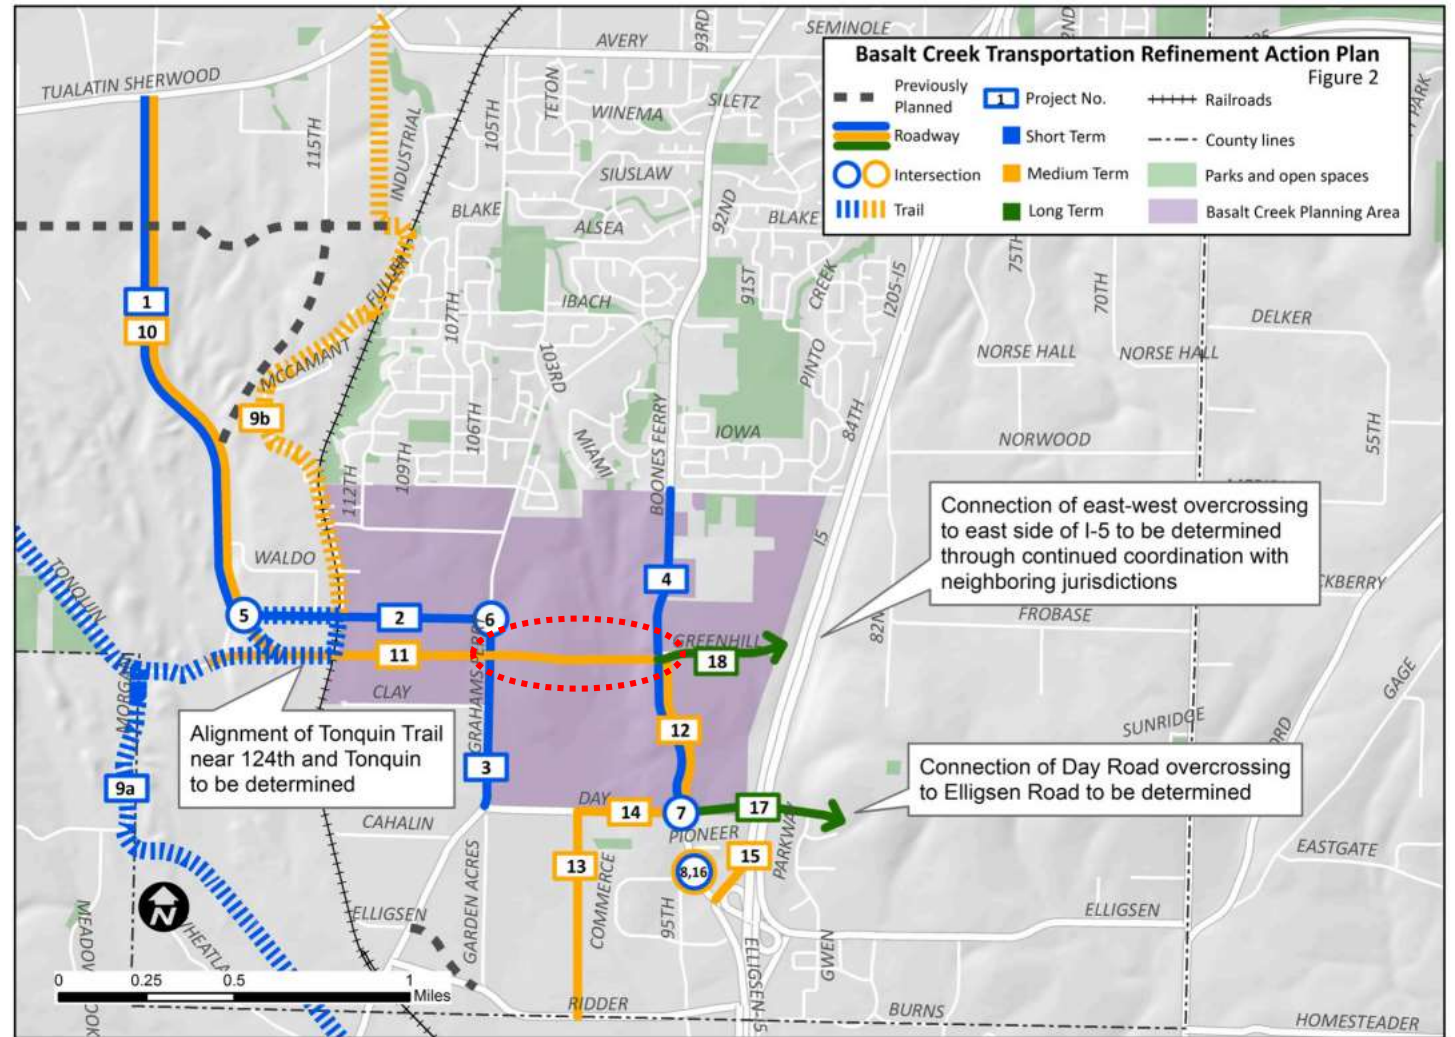 Basalt Creek Transportation Refinement Action Plan
Figure 2
Previously
Planned
1
Project No.
Railroads
Roadway
Short Term
County lines
Intersection
Medium Term
Parks and open spaces
Trail
Long Term
Basalt Creek Planning Area
SEMINOLE
93RD
AVERY
TUALATIN SHERWOOD
TETON
SILETZ
WINEMA
105TH
INDUSTRIAL
115TH
SIUSLAW
92ND
BLAKE
BLAKE
ALSEA
75TH
70TH
CREEK
I205-I5
91ST
FULLER
IBACH
107TH
1
10
DELKER
MCCAMANT
103RD
PINTO
NORSE HALL
NORSE HALL
9b
106TH
BOONES FERRY
84TH
IOWA
NORWOOD
55TH
MIAMI
109TH
112TH
Connection of east-west overcrossing
to east side of I-5 to be determined
through continued coordination with
neighboring jurisdictions
I5
WALDO
TONQUIN
4
5
2
6
FROBASE
GREENHILL
11
18
CLAY
GRAHAMS FERRY
GAGE
Alignment of Tonquin Trail
near 124th and Tonquin
to be determined
12
SUNRIDGE
3
9a
Connection of Day Road overcrossing
to Elligsen Road to be determined
DAY
14
7
17
CAHALIN
PIONEER
PARKWAY
15
13
8,16
EASTGATE
GARDEN ACRES
COMMERCE
95TH
N
ELLIGSEN
ELLIGSEN
ELLIGSEN-I5
GWEN
0
0.25
0.5
1
Miles
RIDDER
BURNS
HOMESTEADER